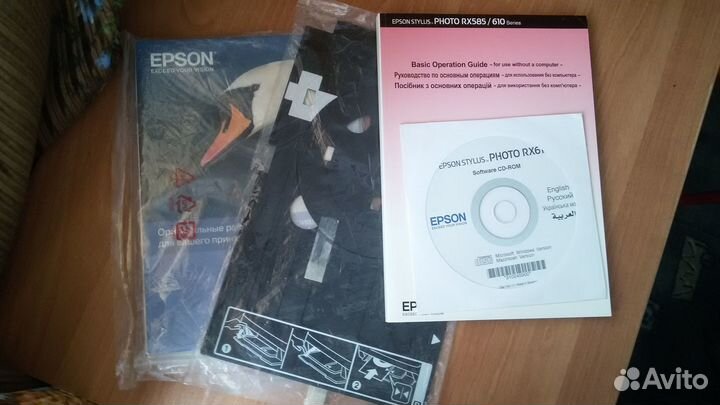 EPSON
EXCEED YOUR VISION
для вашего
EPSON STYLUS PHOTO RX585 / 610 Series
Basic Operation Guide – for use without a computer –
Руководство по основным операциям – для использования без компьютера –
Посібник з основних операцій – для використання без комп'ютера –
EPSON STYLUS PHOTO RX6
Software CD-ROM
English
Русский
Українська
العربية
EPSON
EXCEED YOUR VISION
Microsoft Windows Version
Macintosh Version
EP
1
2
Avito